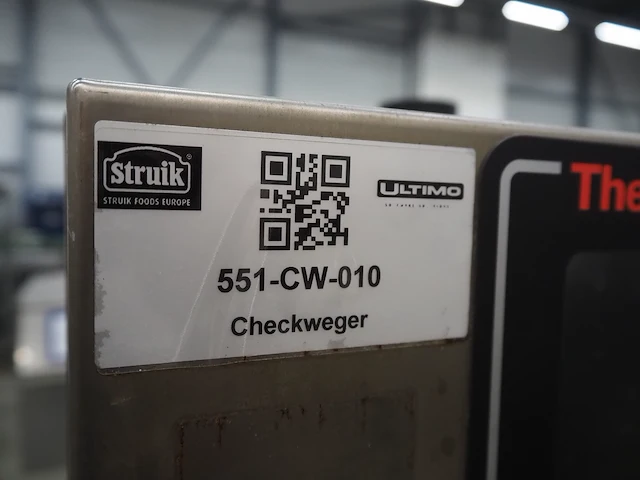 Struik®
STRUIK FOODS EUROPE
ULTIMO
551-CW-010
Checkweger
The